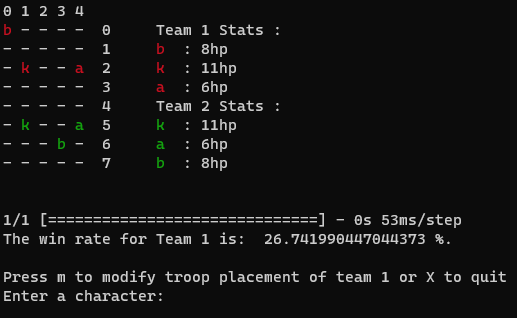 0 1 2 3 4
b - - - -  0     Team 1 Stats :
- - - - -  1     b  : 8hp
- k - - a  2     k  : 11hp
- - - - -  3     a  : 6hp
- - - - -  4     Team 2 Stats :
- k - - a  5     k  : 11hp
- - - b -  6     a  : 6hp
- - - - -  7     b  : 8hp
1/1 [==============================] - 0s 53ms/step
The win rate for Team 1 is:  26.741990447044373 %.
Press m to modify troop placement of team 1 or X to quit
Enter a character: